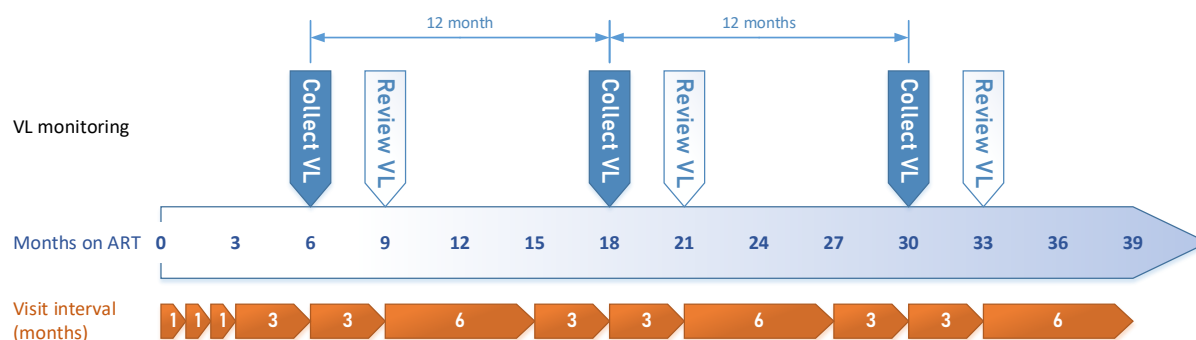 12 month 12 months
Collect VL Review VL Collect VL Review VL Collect VL Review VL
VL monitoring
Months on ART 0 3 6 9 12 15 18 21 24 27 30 33 36 39
Visit interval
(months)
1 1 1 3 3 6 3 3 6 3 3 6